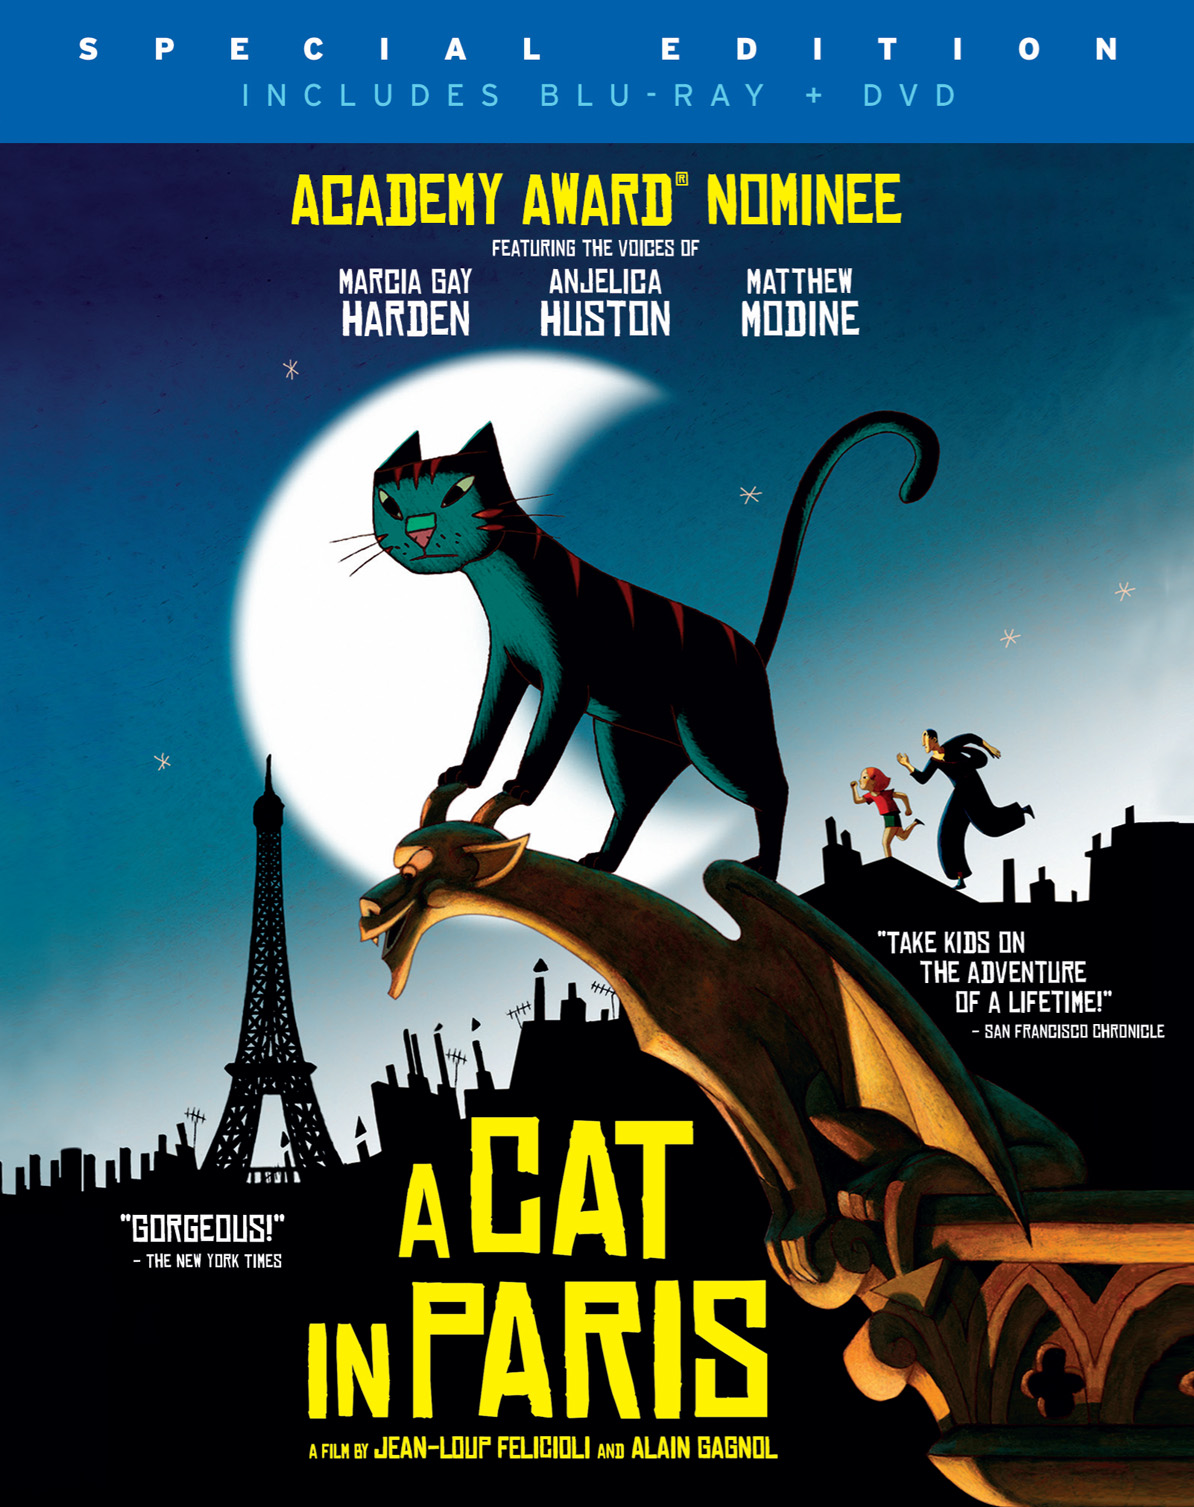 SPECIAL EDITION
INCLUDES BLU-RAY + DVD
ACADEMY AWARD® NOMINEE
FEATURING THE VOICES OF
MARCIA GAY HARDEN
ANJELICA HUSTON
MATTHEW MODINE
"TAKE KIDS ON
THE ADVENTURE
OF A LIFETIME!"
- SAN FRANCISCO CHRONICLE
"GORGEOUS!"
- THE NEW YORK TIMES
A CAT
IN PARIS
A FILM BY JEAN-LOUP FELICIOLI AND ALAIN GAGNOL